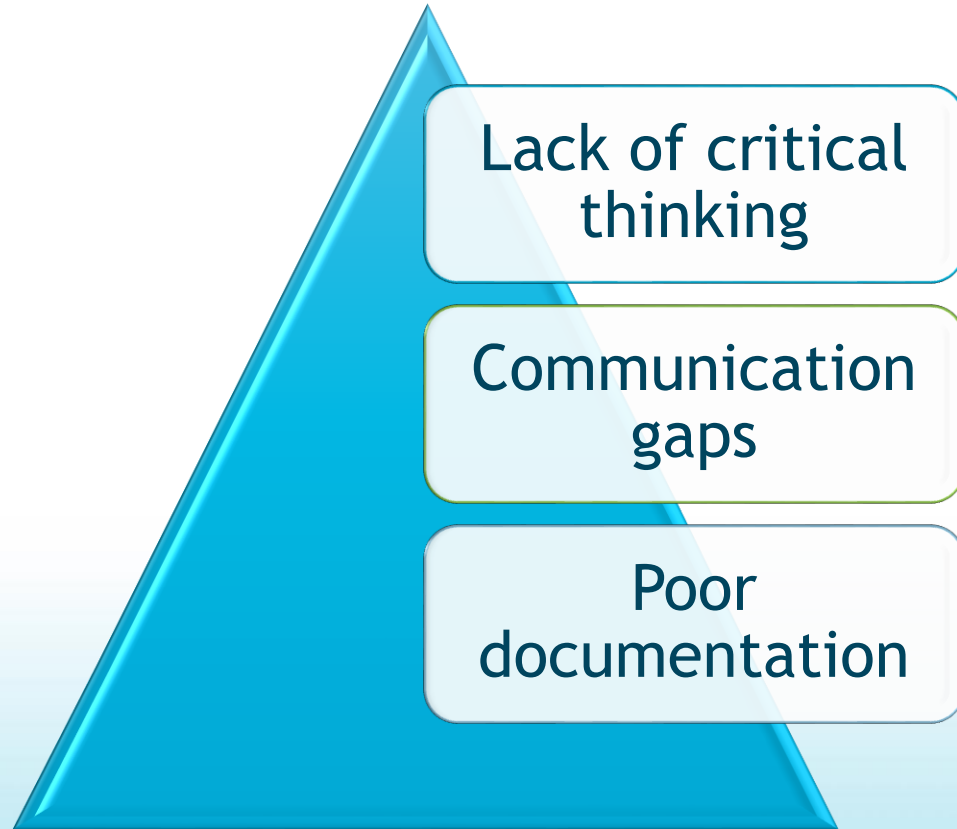 Lack of critical
thinking
Communication
gaps
Poor
documentation